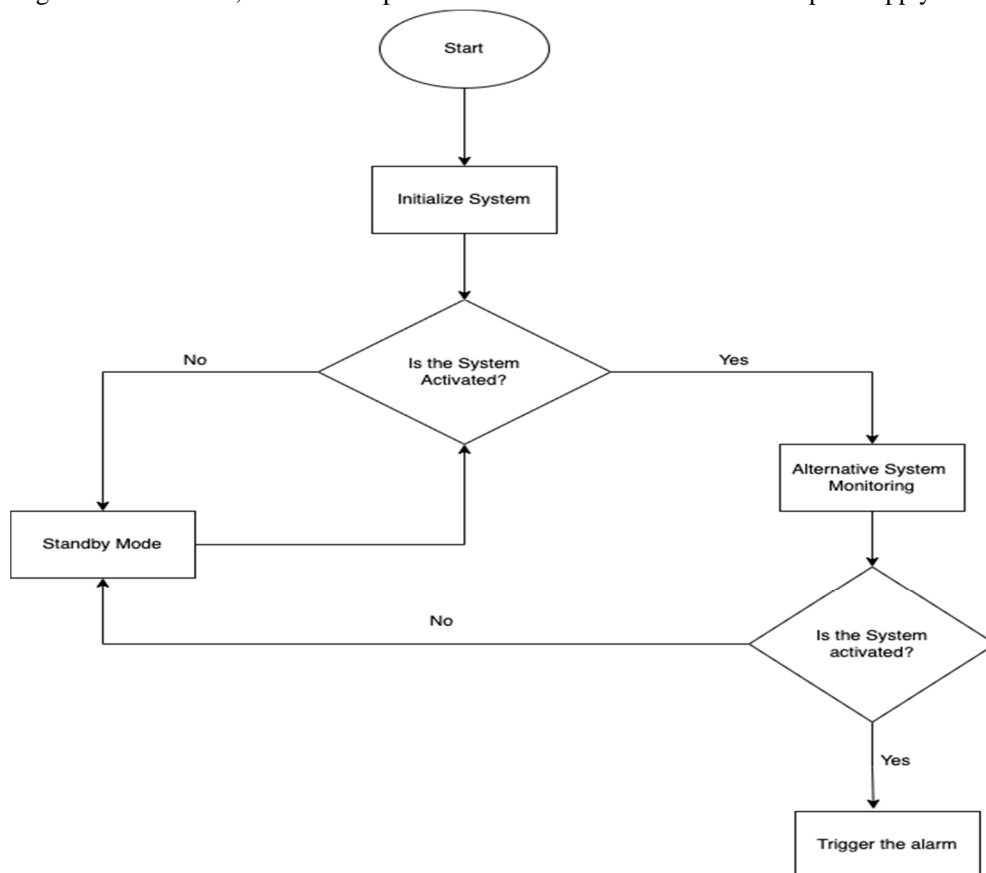 Start
Initialize System
Is the System
Activated?
No
Yes
Alternative System
Monitoring
Standby Mode
No
Is the System
activated?
Yes
Trigger the alarm